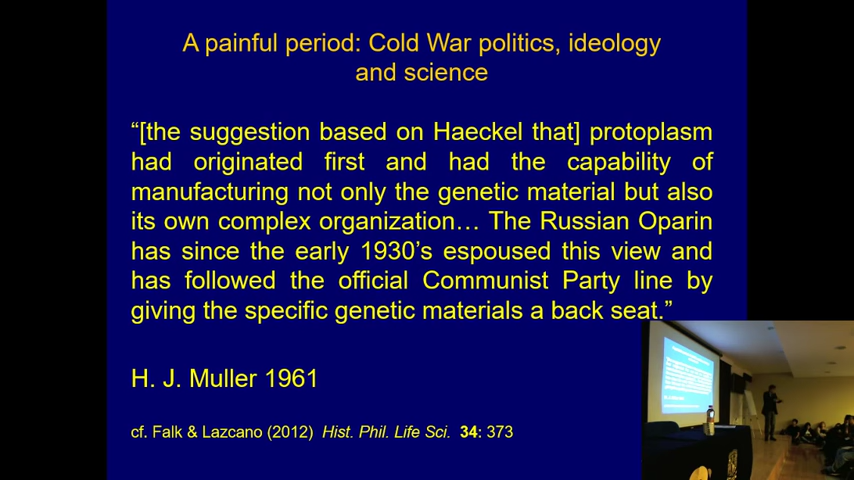 A painful period: Cold War politics, ideology
and science
“[the suggestion based on Haeckel that] protoplasm
had originated first and had the capability of
manufacturing not only the genetic material but also
its own complex organization… The Russian Oparin
has since the early 1930’s espoused this view and
has followed the official Communist Party line by
giving the specific genetic materials a back seat.”
H. J. Muller 1961
cf. Falk & Lazcano (2012) Hist. Phil. Life Sci. 34: 373